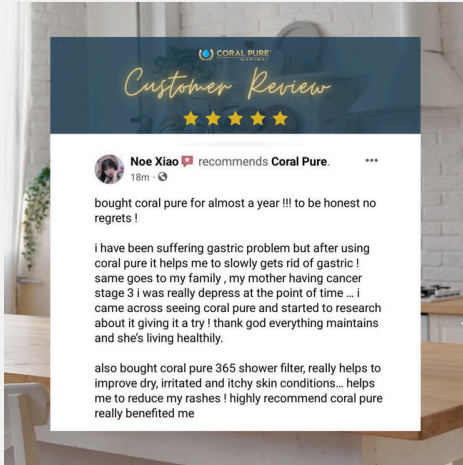 CORAL PURE
NATURAL
Customer Review
Noe Xiao recommends Coral Pure.
18m ·
bought coral pure for almost a year !!! to be honest no
regrets !
i have been suffering gastric problem but after using
coral pure it helps me to slowly gets rid of gastric !
same goes to my family , my mother having cancer
stage 3 i was really depress at the point of time ... i
came across seeing coral pure and started to research
about it giving it a try ! thank god everything maintains
and she's living healthily.
also bought coral pure 365 shower filter, really helps to
improve dry, irritated and itchy skin conditions... helps
me to reduce my rashes ! highly recommend coral pure
really benefited me